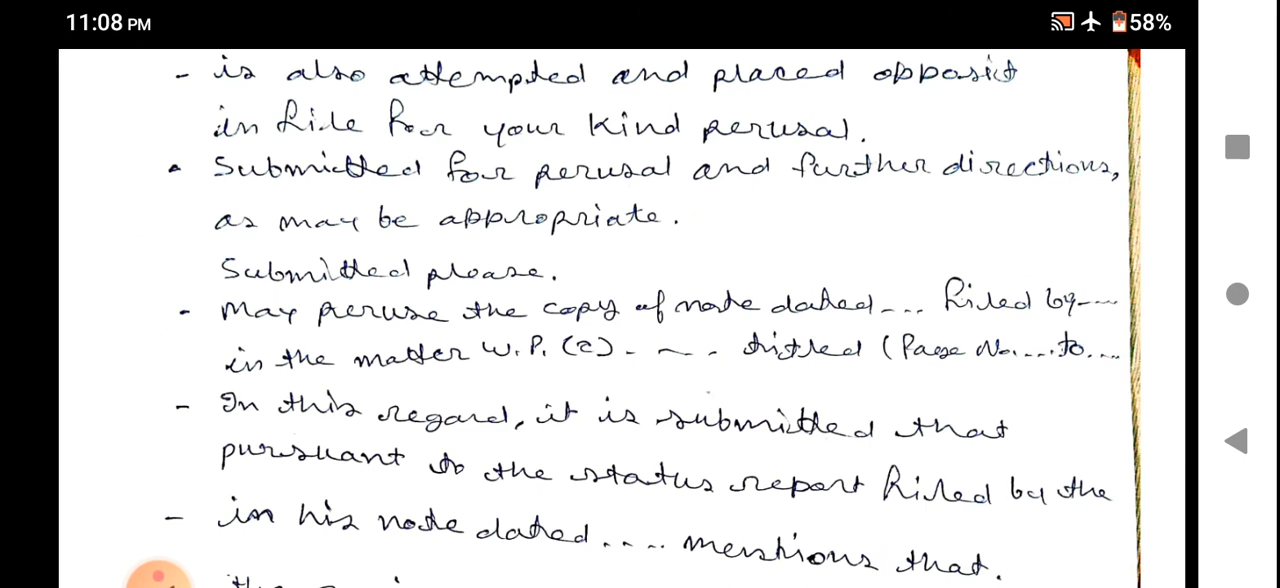 11:08 PM 58%
- is also attempted and placed opposit
in file for your kind perusal.
• Submitted for perusal and further directions,
as may be appropriate.
Submitted please.
- May peruse the copy of note dated.... filed by....
in the matter W.P. (c) - ~ . titled (Page No.....to....
- In this regard, it is submitted that
pursuant to the status report filed by the
- in his note dated..... mentions that.